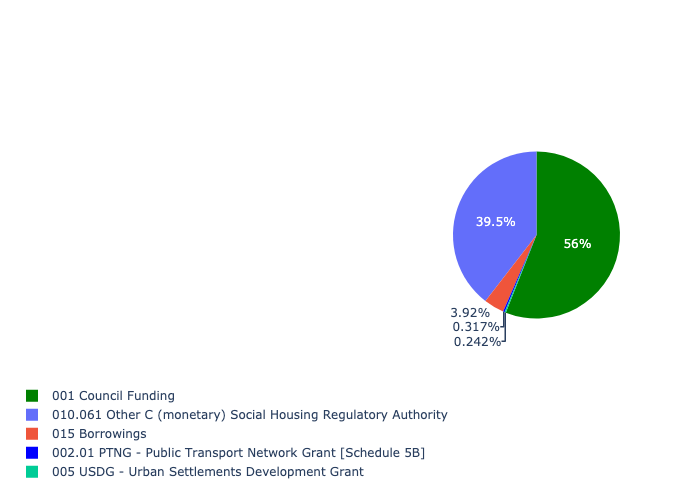 39.5%
56%
3.92%
0.317%
0.242%
001 Council Funding
010.061 Other C (monetary) Social Housing Regulatory Authority
015 Borrowings
002.01 PTNG - Public Transport Network Grant [Schedule 5B]
005 USDG - Urban Settlements Development Grant